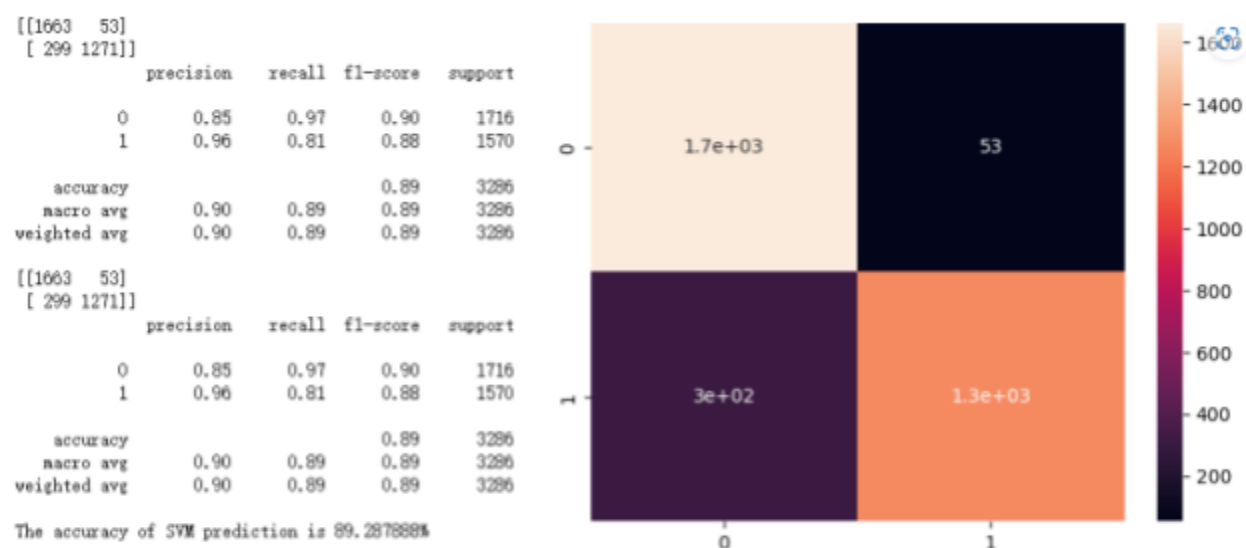 [[1663 53]
[ 299 1271]]
precision recall f1-score support
0 0.85 0.97 0.90 1716
1 0.96 0.81 0.88 1570
accuracy 0.89 3286
macro avg 0.90 0.89 0.89 3286
weighted avg 0.90 0.89 0.89 3286
[[1663 53]
[ 299 1271]]
precision recall f1-score support
0 0.85 0.97 0.90 1716
1 0.96 0.81 0.88 1570
accuracy 0.89 3286
macro avg 0.90 0.89 0.89 3286
weighted avg 0.90 0.89 0.89 3286
The accuracy of SVM prediction is 89.287888%
0
1.7e+03 53
1
3e+02 1.3e+03
0 1
1600
1400
1200
1000
800
600
400
200